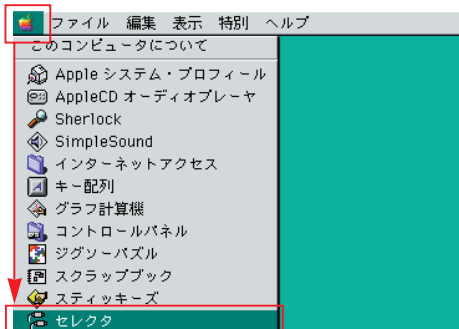 ファイル 編集 表示 特別 ヘルプ
このコンピュータについて
Apple システム・プロフィール
AppleCD オーディオプレーヤ
Sherlock
SimpleSound
インターネットアクセス
キー配列
グラフ計算機
コントロールパネル
ジグソーパズル
スクラップブック
スティッキーズ
セレクタ